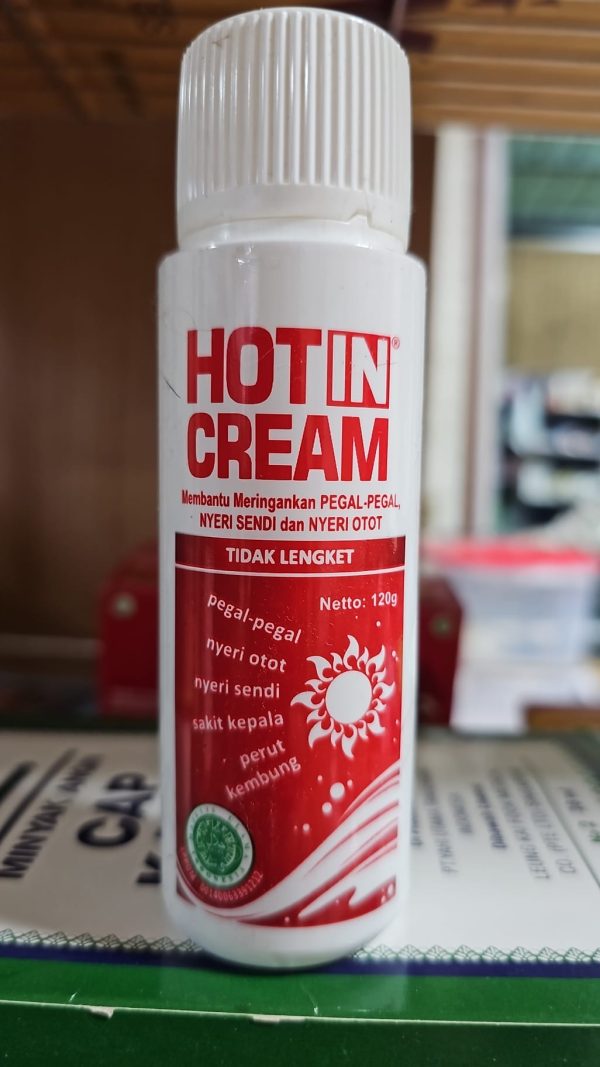 HOT IN®
CREAM
Membantu Meringankan PEGAL-PEGAL,
NYERI SENDI dan NYERI OTOT
TIDAK LENGKET
Netto: 120g
pegal-pegal
nyeri otot
nyeri sendi
sakit kepala
perut
kembung
MINYAK
CAP